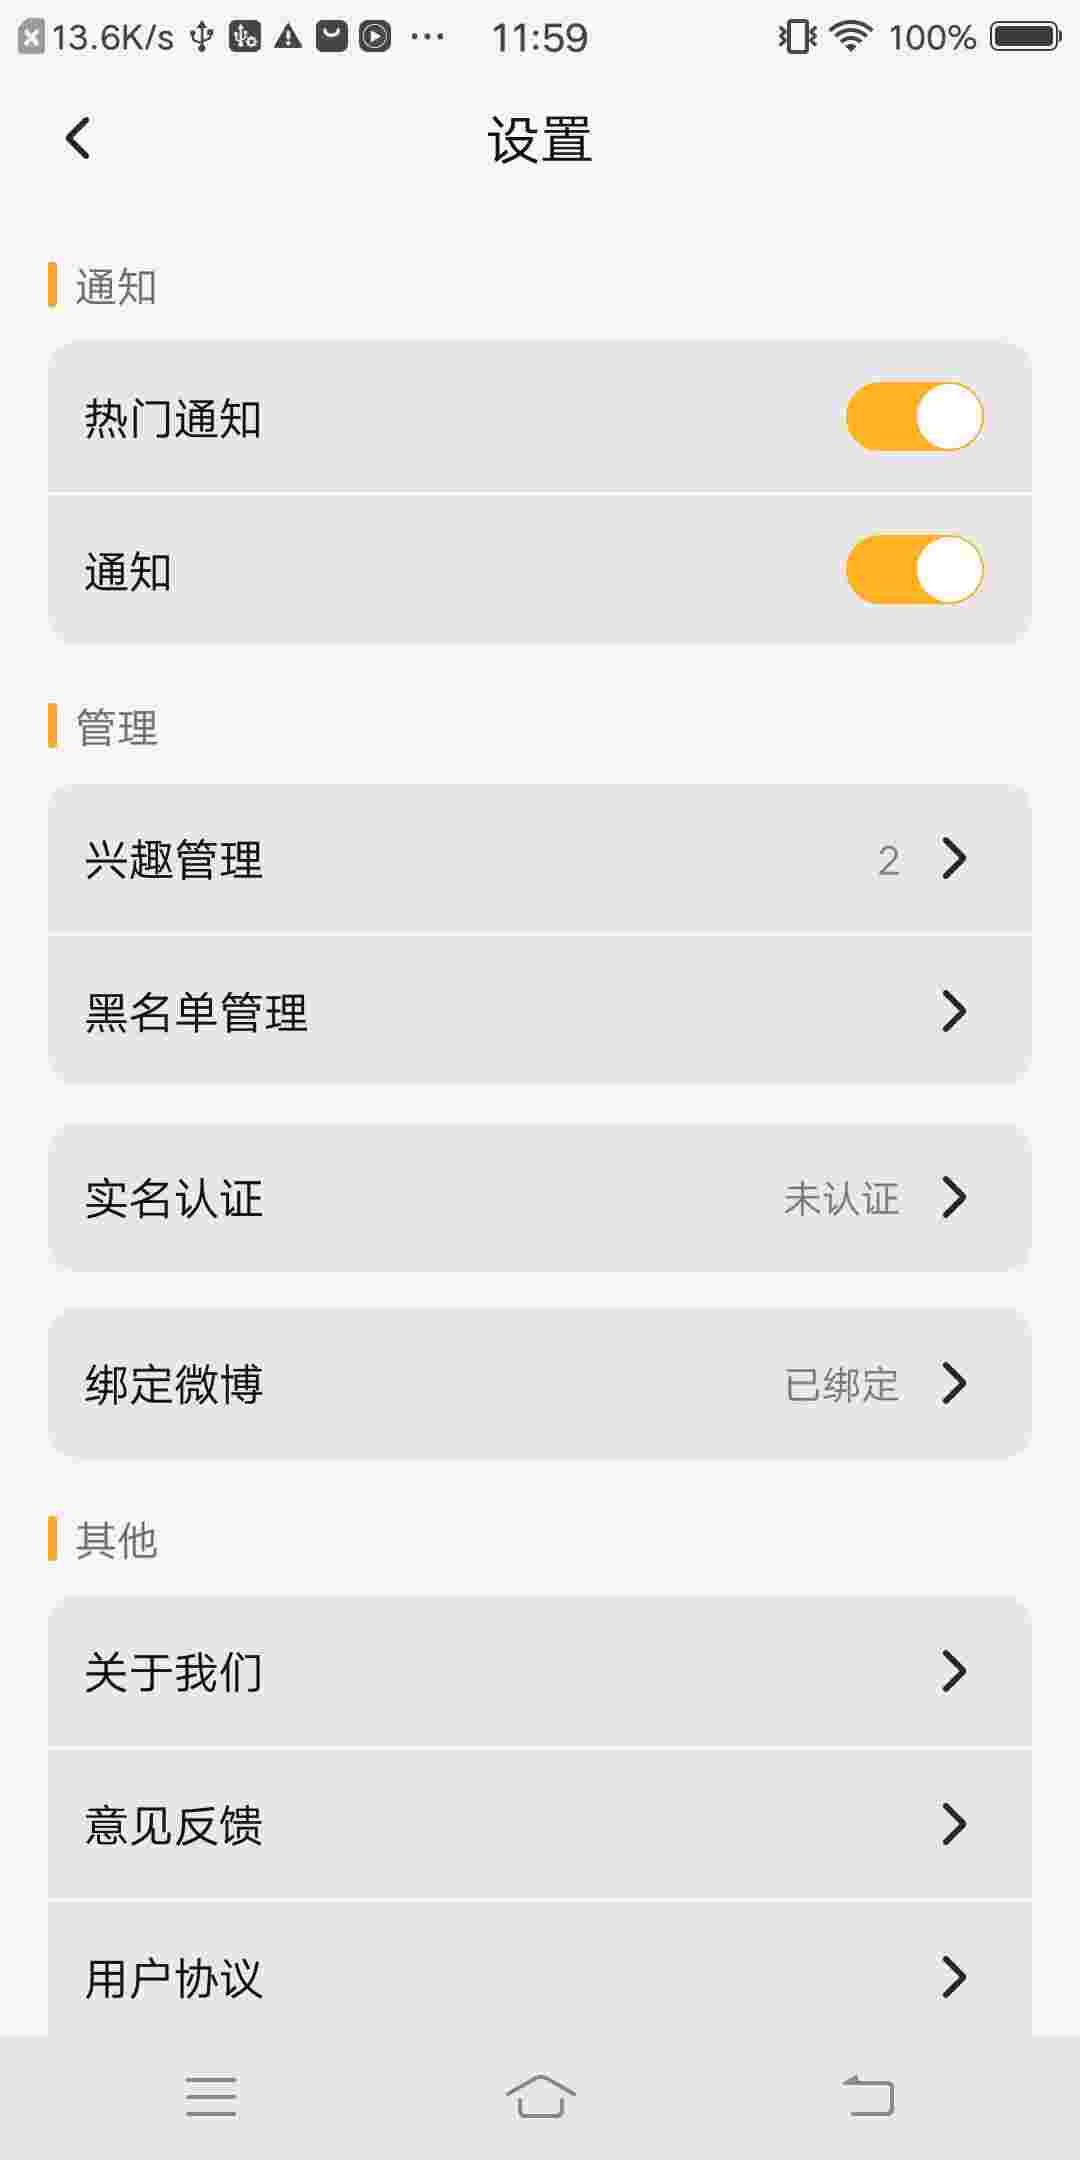 13.6K/s 11:59 100%
设置
通知
热门通知
通知
管理
兴趣管理 2
黑名单管理
实名认证 未认证
绑定微博 已绑定
其他
关于我们
意见反馈
用户协议